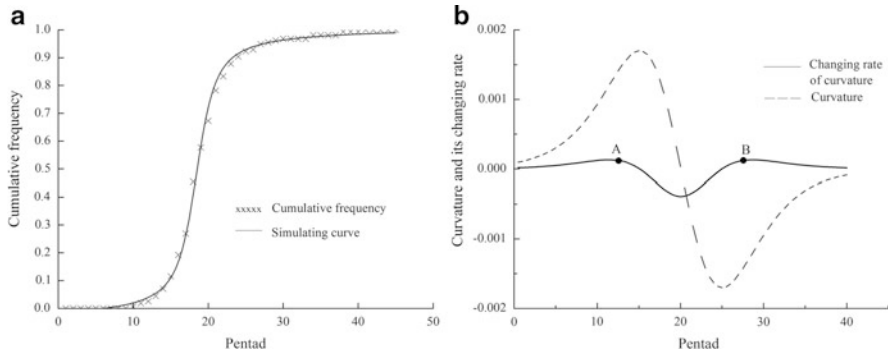 a
1.0
0.9
0.8
0.7
0.6
0.5
0.4
0.3
0.2
0.1
0.0
0 10 20 30 40 50
Cumulative frequency
Pentad
xxxxx Cumulative frequency
Simulating curve
b
0.002
0.001
0.000
-0.001
-0.002
0 10 20 30 40
Curvature and its changing rate
Pentad
Changing rate
of curvature
Curvature
A
B